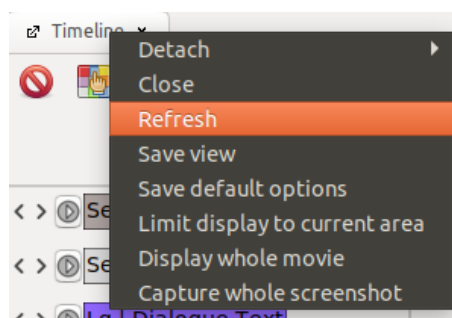 Timeline
Detach
Close
Refresh
Save view
Save default options
Limit display to current area
Display whole movie
Capture whole screenshot
Se
Se
Dialogue Text